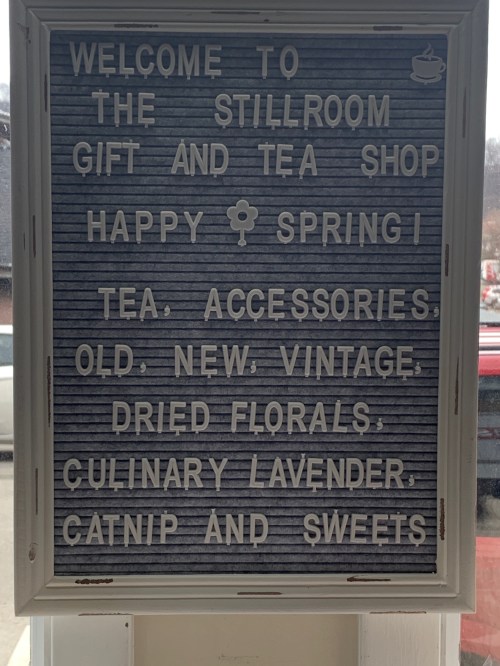 WELCOME TO
THE STILLROOM
GIFT AND TEA SHOP
HAPPY SPRING!
TEA, ACCESSORIES,
OLD, NEW, VINTAGE,
DRIED FLORALS,
CULINARY LAVENDER,
CATNIP AND SWEETS